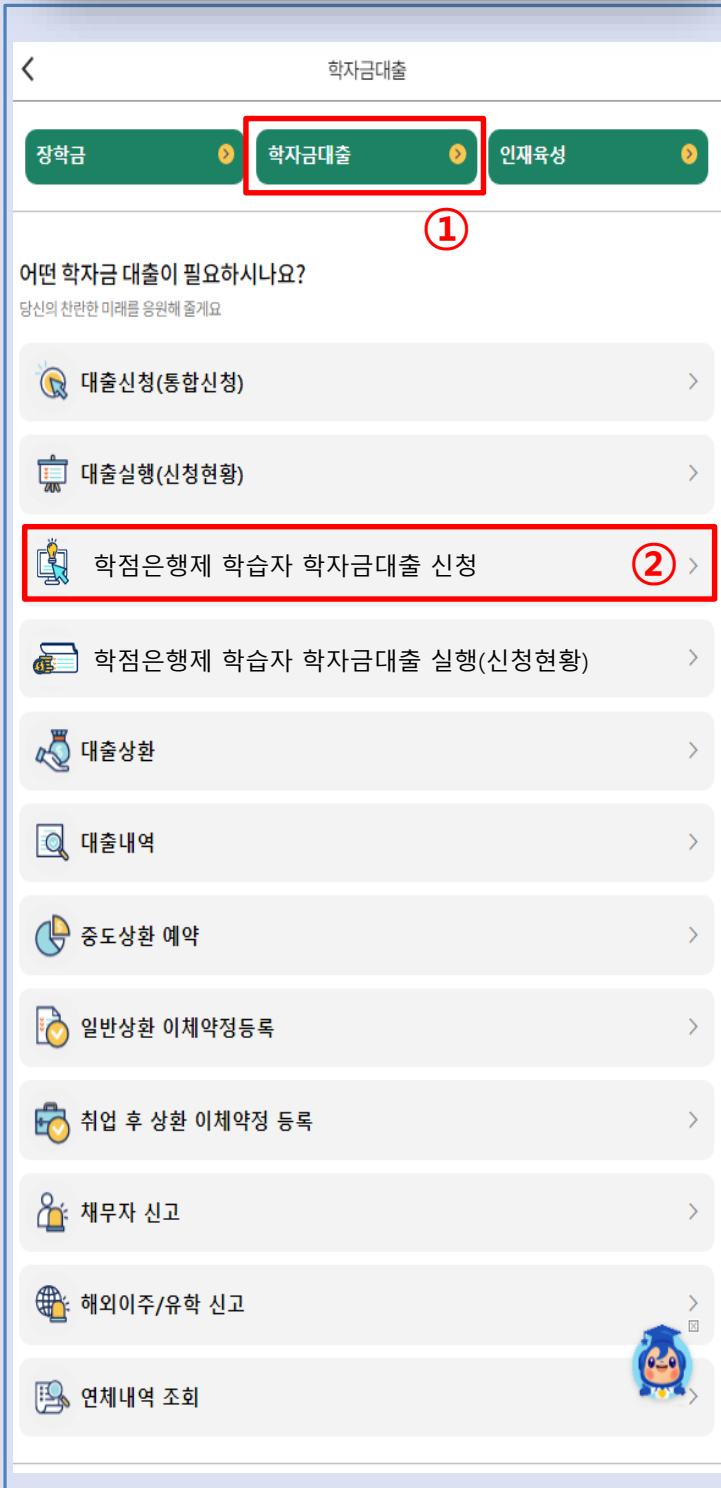 학자금대출
장학금
학자금대출
인재육성
①
어떤 학자금 대출이 필요하시나요?
당신의 찬란한 미래를 응원해 줄게요
대출신청(통합신청)
대출실행(신청현황)
학점은행제 학습자 학자금대출 신청 ②
학점은행제 학습자 학자금대출 실행(신청현황)
대출상환
대출내역
중도상환 예약
일반상환 이체약정등록
취업 후 상환 이체약정 등록
채무자 신고
해외이주/유학 신고
연체내역 조회